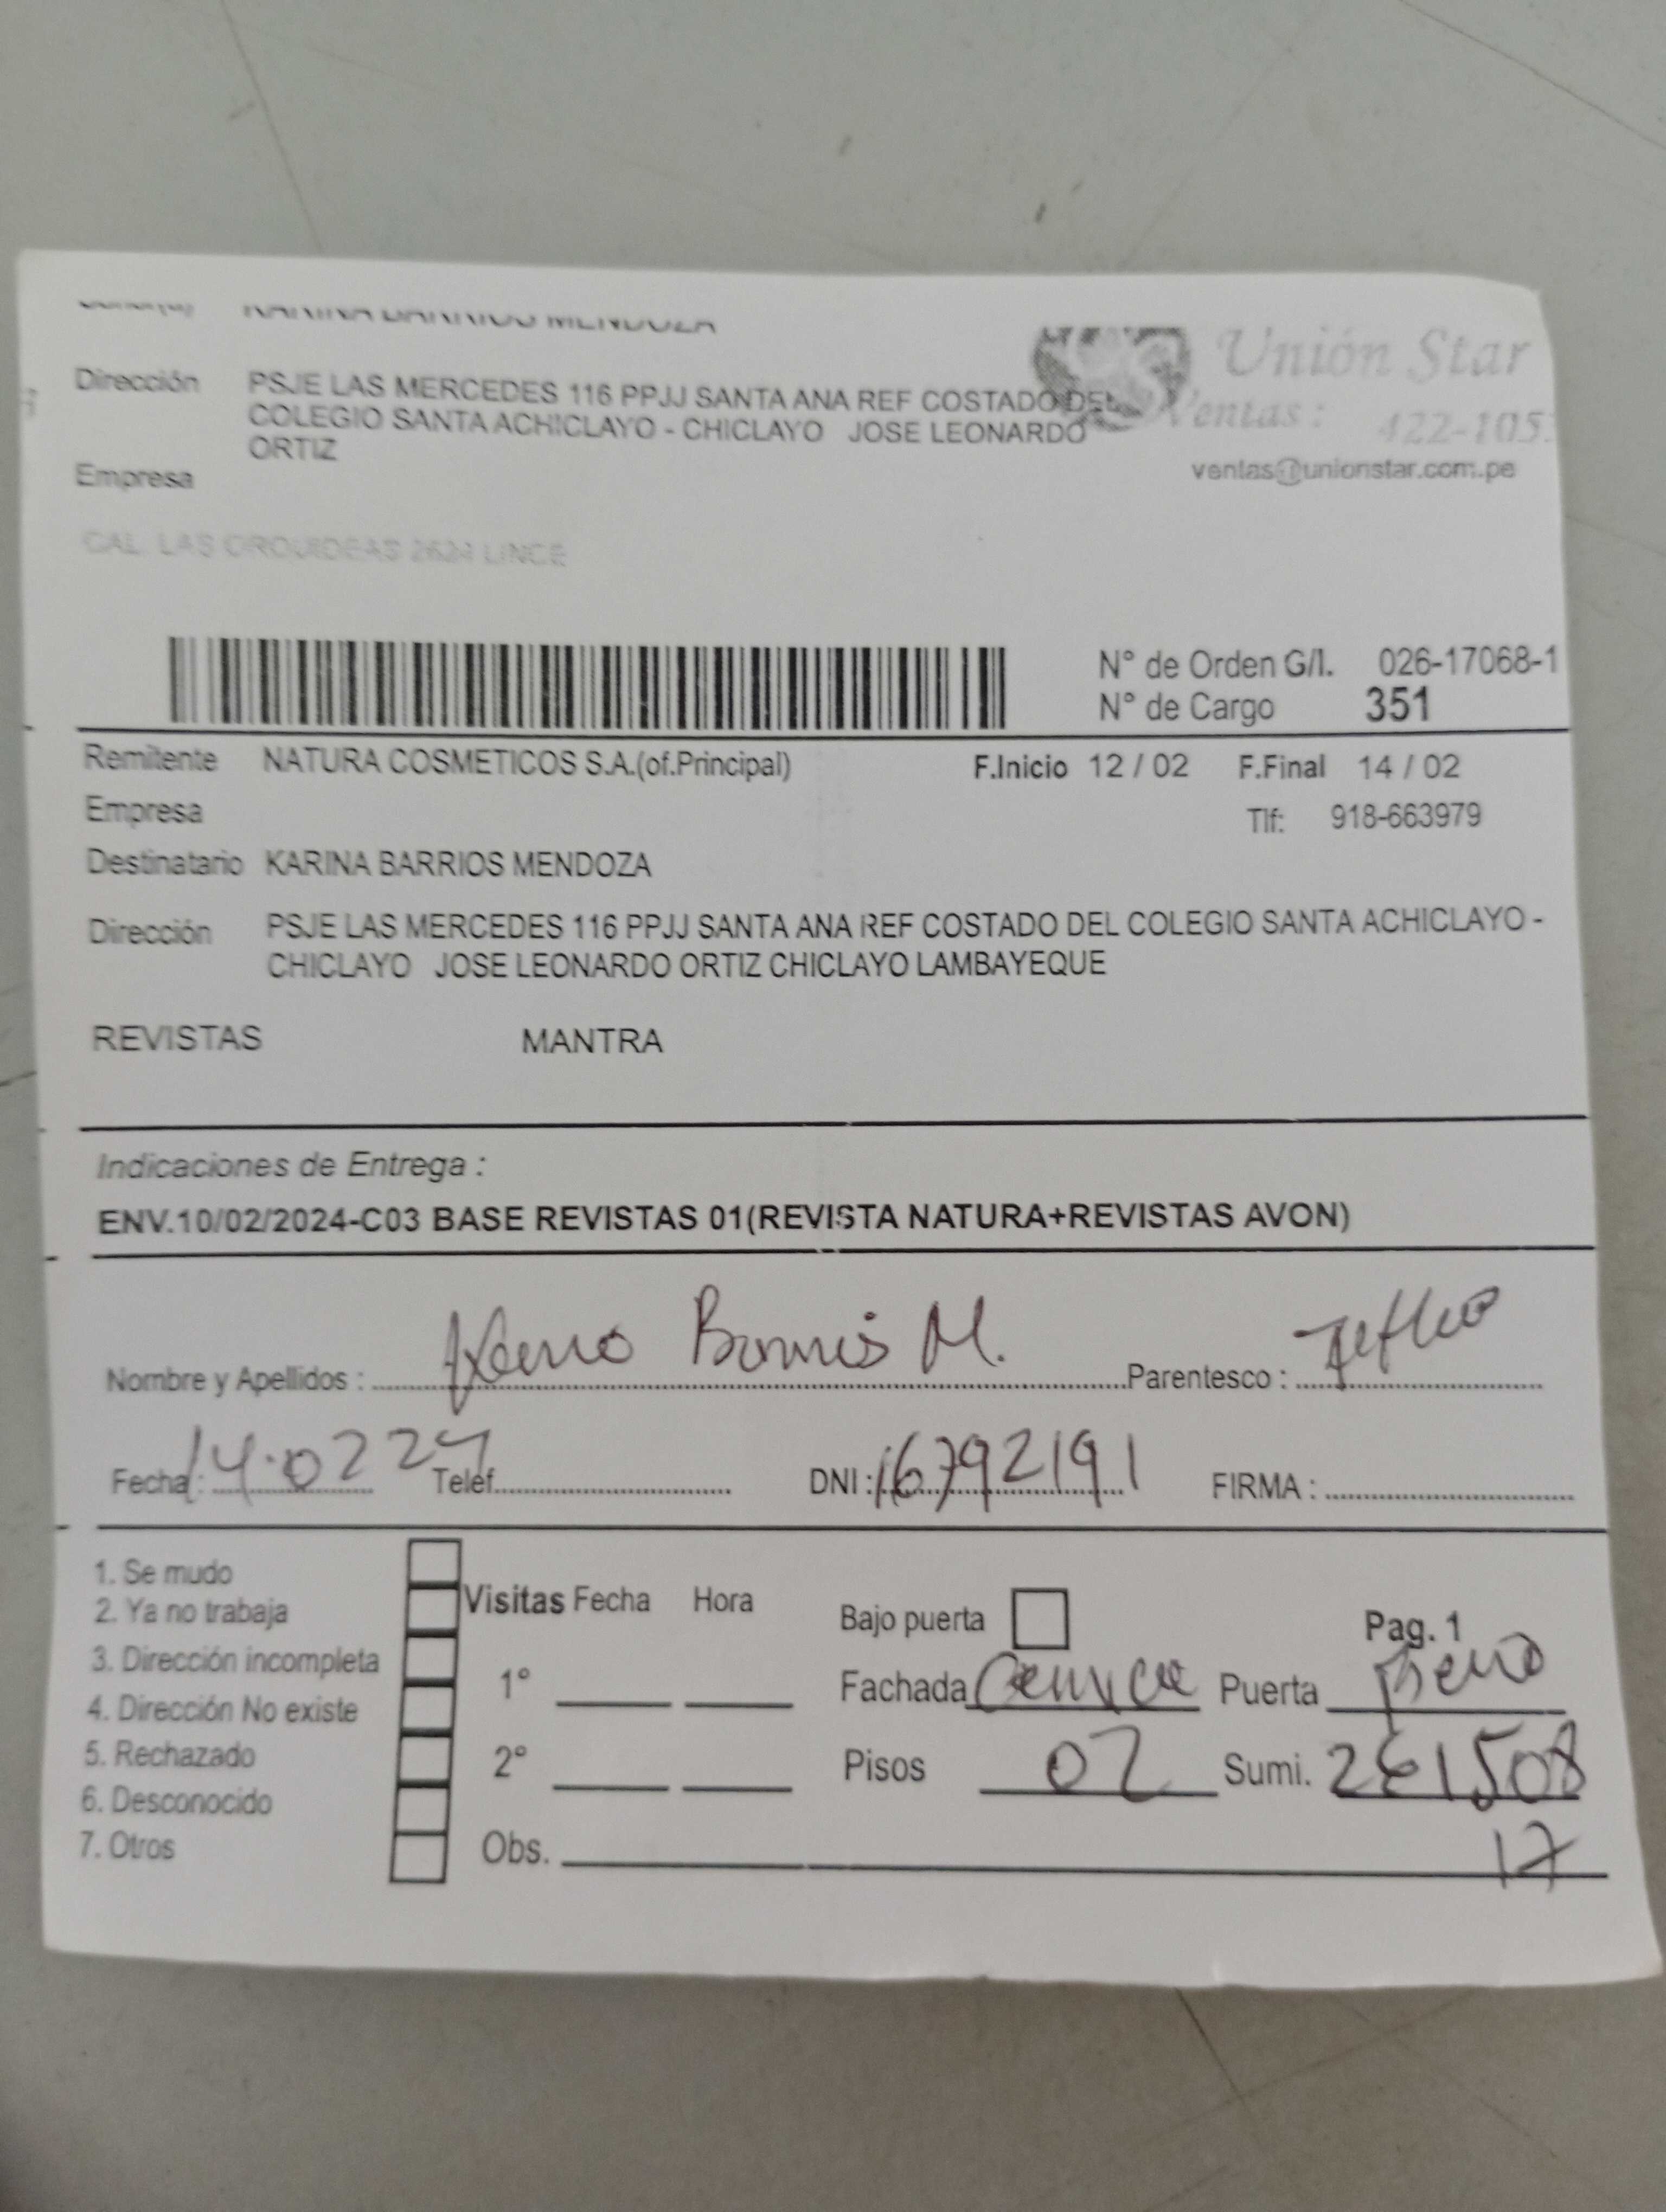 KARINA BARRIOS MENDOZA
Unión Star
Dirección PSJE LAS MERCEDES 116 PPJJ SANTA ANA REF COSTADO DEL
Ventas: 422-105
COLEGIO SANTA ACHICLAYO - CHICLAYO JOSE LEONARDO
ORTIZ
ventas@unionstar.com.pe
Empresa
CAL. LAS ORQUIDEAS 2624 LINCE
N° de Orden G/I. 026-17068-1
N° de Cargo 351
Remitente NATURA COSMETICOS S.A.(of.Principal) F.Inicio 12 / 02 F.Final 14 / 02
Empresa Tlf: 918-663979
Destinatario KARINA BARRIOS MENDOZA
Dirección PSJE LAS MERCEDES 116 PPJJ SANTA ANA REF COSTADO DEL COLEGIO SANTA ACHICLAYO -
CHICLAYO JOSE LEONARDO ORTIZ CHICLAYO LAMBAYEQUE
REVISTAS MANTRA
Indicaciones de Entrega :
ENV.10/02/2024-C03 BASE REVISTAS 01(REVISTA NATURA+REVISTAS AVON)
Nombre y Apellidos : Barrios M. Parentesco :
Fecha : 14.02 24 Telef. DNI : 16792191 FIRMA :
1. Se mudo
2. Ya no trabaja
3. Dirección incompleta
4. Dirección No existe
5. Rechazado
6. Desconocido
7. Otros
Visitas Fecha Hora
1°
2°
Obs.
Bajo puerta Pag. 1
Fachada Puerta
Pisos 02 Sumi. 261508
17